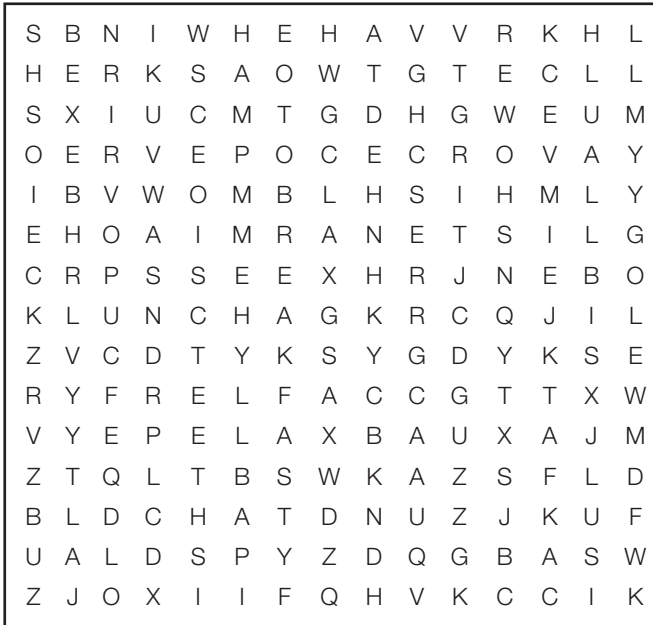 S B N I W H E H A V V R K H L
H E R K S A O W T G T E C L L
S X I U C M T G D H G W E U M
O E R V E P O C E C R O V A Y
I B V W O M B L H S I H M L Y
E H O A I M R A N E T S I L G
C R P S S E E X H R J N E B O
K L U N C H A G K R C Q J I L
Z V C D T Y K S Y G D Y K S E
R Y F R E L F A C C G T T X W
V Y E P E L A X B A U X A J M
Z T Q L T B S W K A Z S F L D
B L D C H A T D N U Z J K U F
U A L D S P Y Z D Q G B A S W
Z J O X I I F Q H V K C C I K